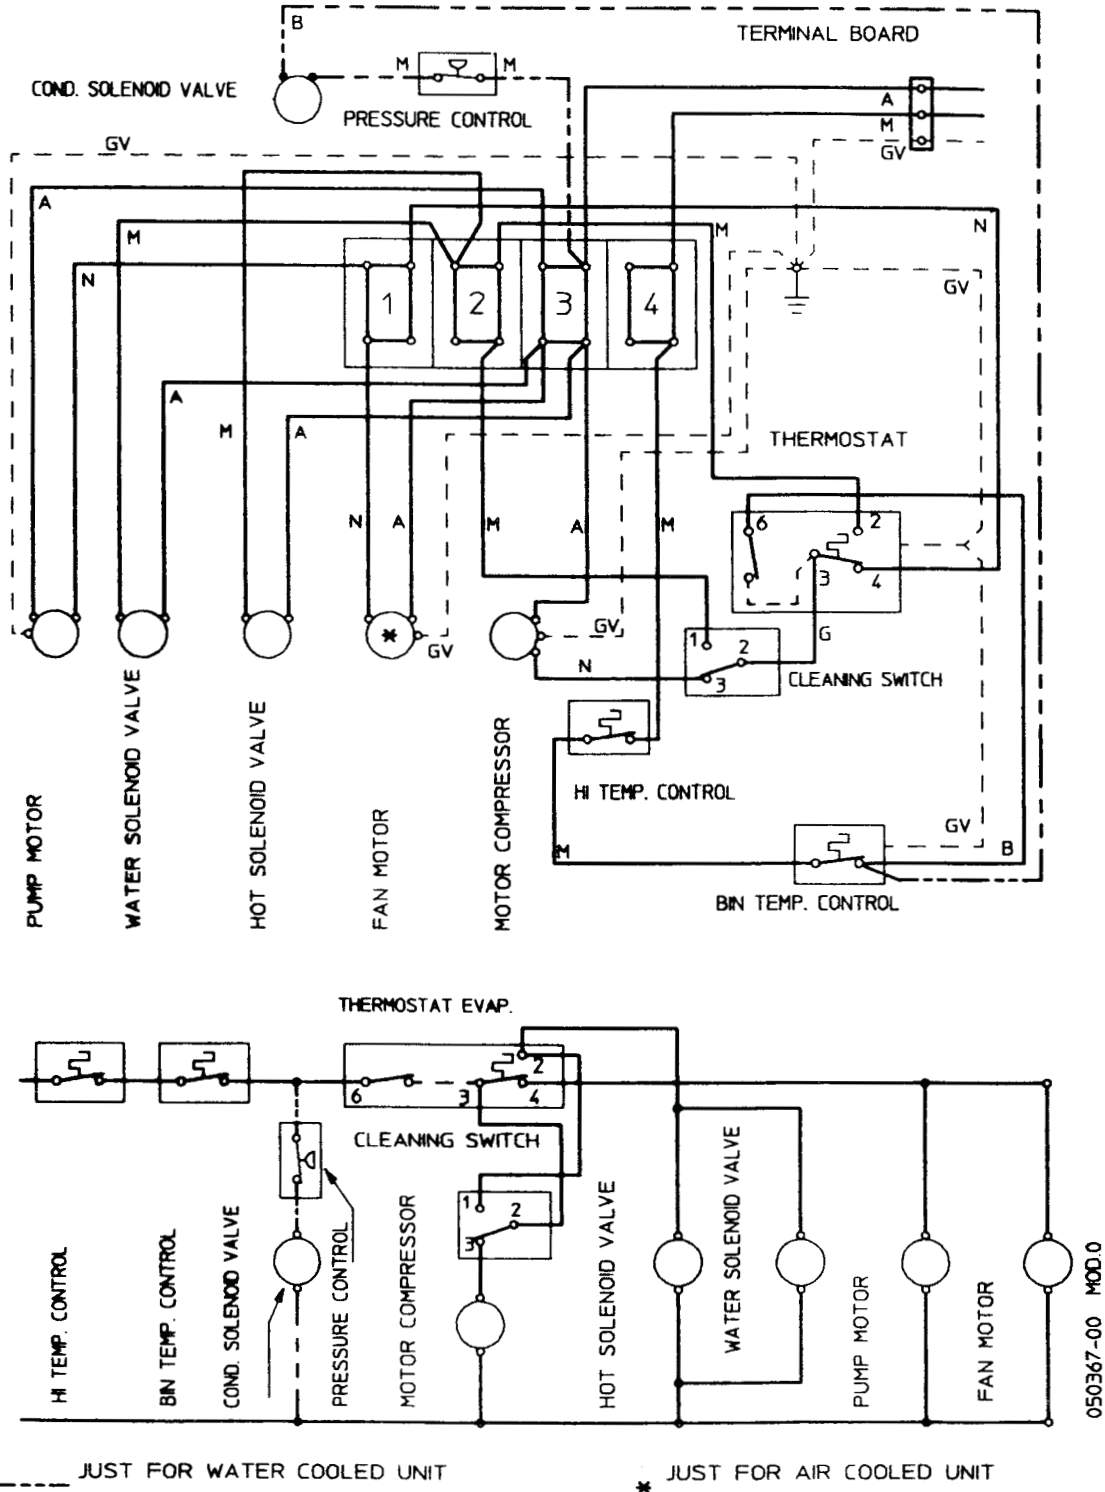 B
TERMINAL BOARD
M
M
COND. SOLENOID VALVE
A
PRESSURE CONTROL
M
GV
GV
A
M
N
M
N
GV
1
2
3
4
A
M
A
THERMOSTAT
N
A
M
A
M
6
2
3
4
GV
GV
G
1
2
3
N
CLEANING SWITCH
*
HI TEMP. CONTROL
M
GV
B
BIN TEMP. CONTROL
PUMP MOTOR
WATER SOLENOID VALVE
HOT SOLENOID VALVE
FAN MOTOR
MOTOR COMPRESSOR
THERMOSTAT EVAP.
2
6
3
4
CLEANING SWITCH
1
2
3
HI TEMP. CONTROL
BIN TEMP. CONTROL
COND. SOLENOID VALVE
PRESSURE CONTROL
MOTOR COMPRESSOR
HOT SOLENOID VALVE
WATER SOLENOID VALVE
PUMP MOTOR
FAN MOTOR
050367-00 MOD.0
JUST FOR WATER COOLED UNIT
* JUST FOR AIR COOLED UNIT